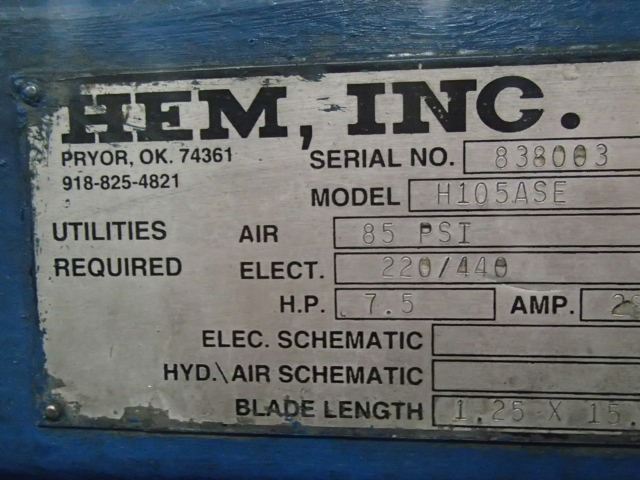 HEM, INC.
PRYOR, OK. 74361 SERIAL NO. 838003
918-825-4821
MODEL H105ASE
UTILITIES AIR 85 PSI
REQUIRED ELECT. 220/440
H.P. 7.5 AMP.
ELEC. SCHEMATIC
HYD.\AIR SCHEMATIC
BLADE LENGTH 1.25 X 15.